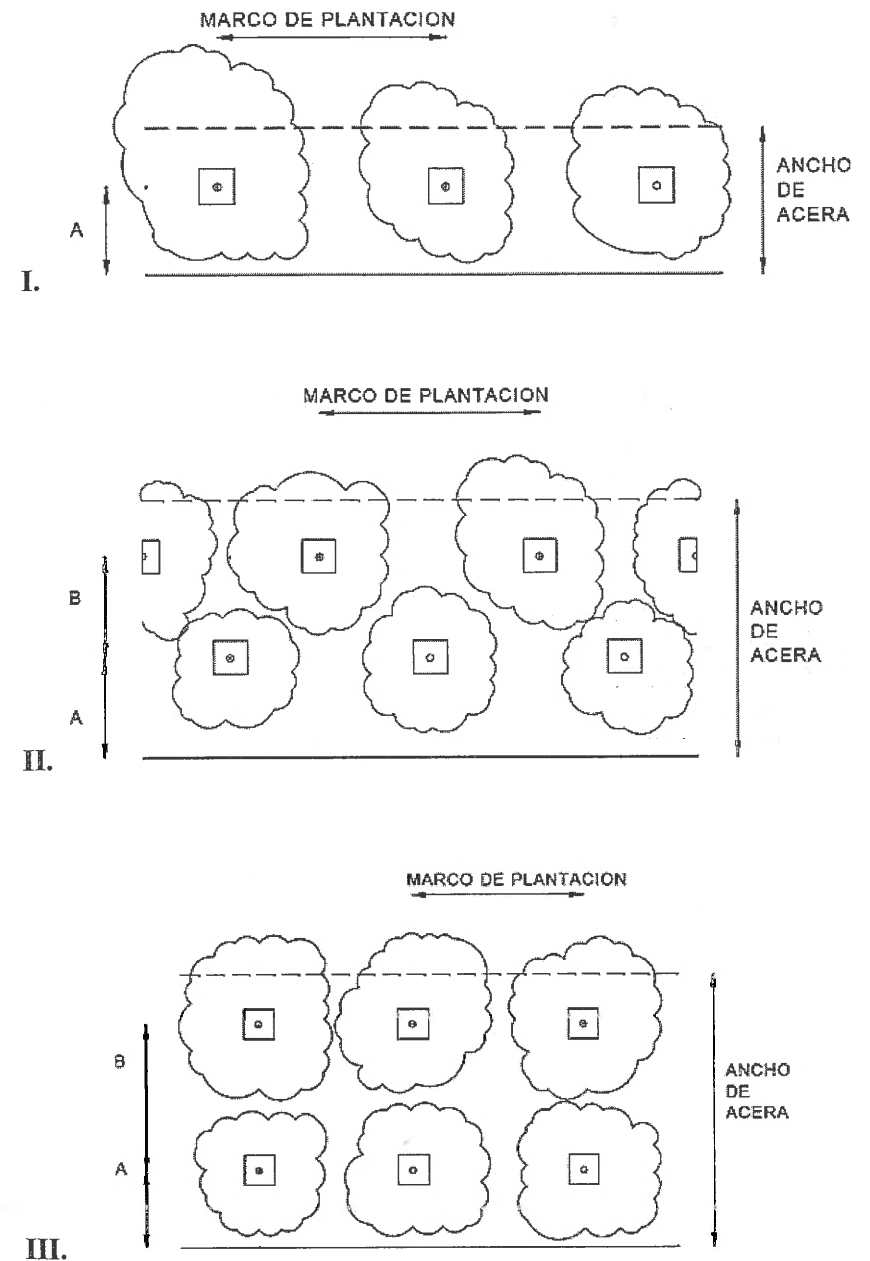 MARCO DE PLANTACION
ANCHO
DE
ACERA
A
I.
MARCO DE PLANTACION
B
ANCHO
DE
ACERA
A
II.
MARCO DE PLANTACION
B
ANCHO
DE
ACERA
A
III.